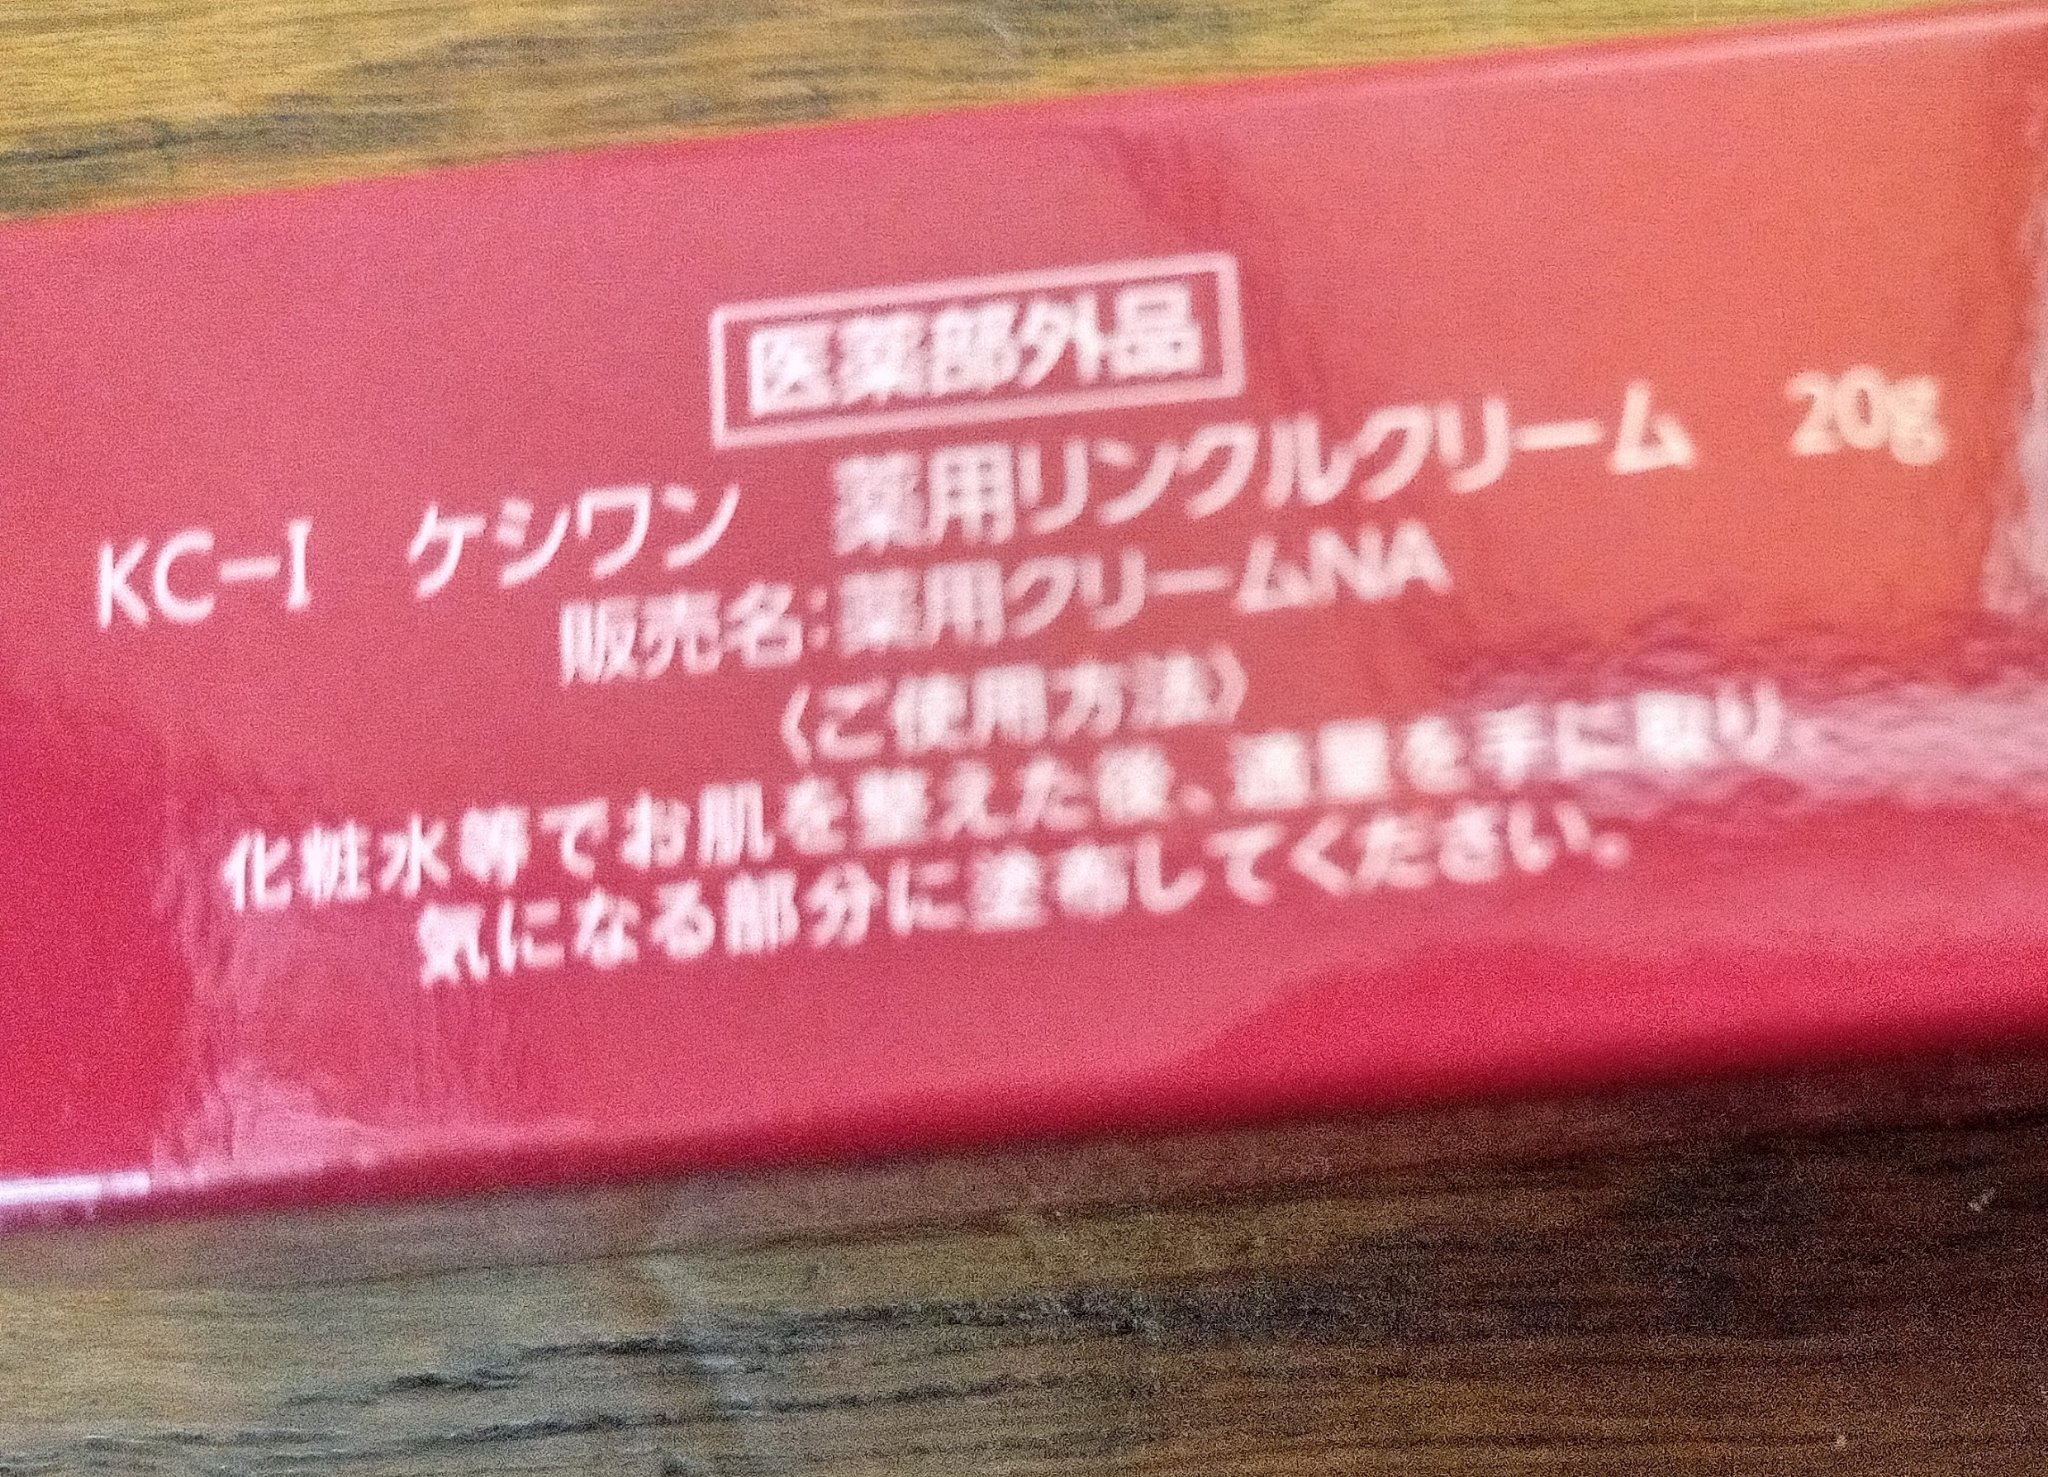 医薬部外品
KC-I ケシワン 薬用リンクルクリーム 20g
販売名:薬用クリームNA
〈ご使用方法〉
化粧水等でお肌を整えた後、適量を手に取り
気になる部分に塗布してください。